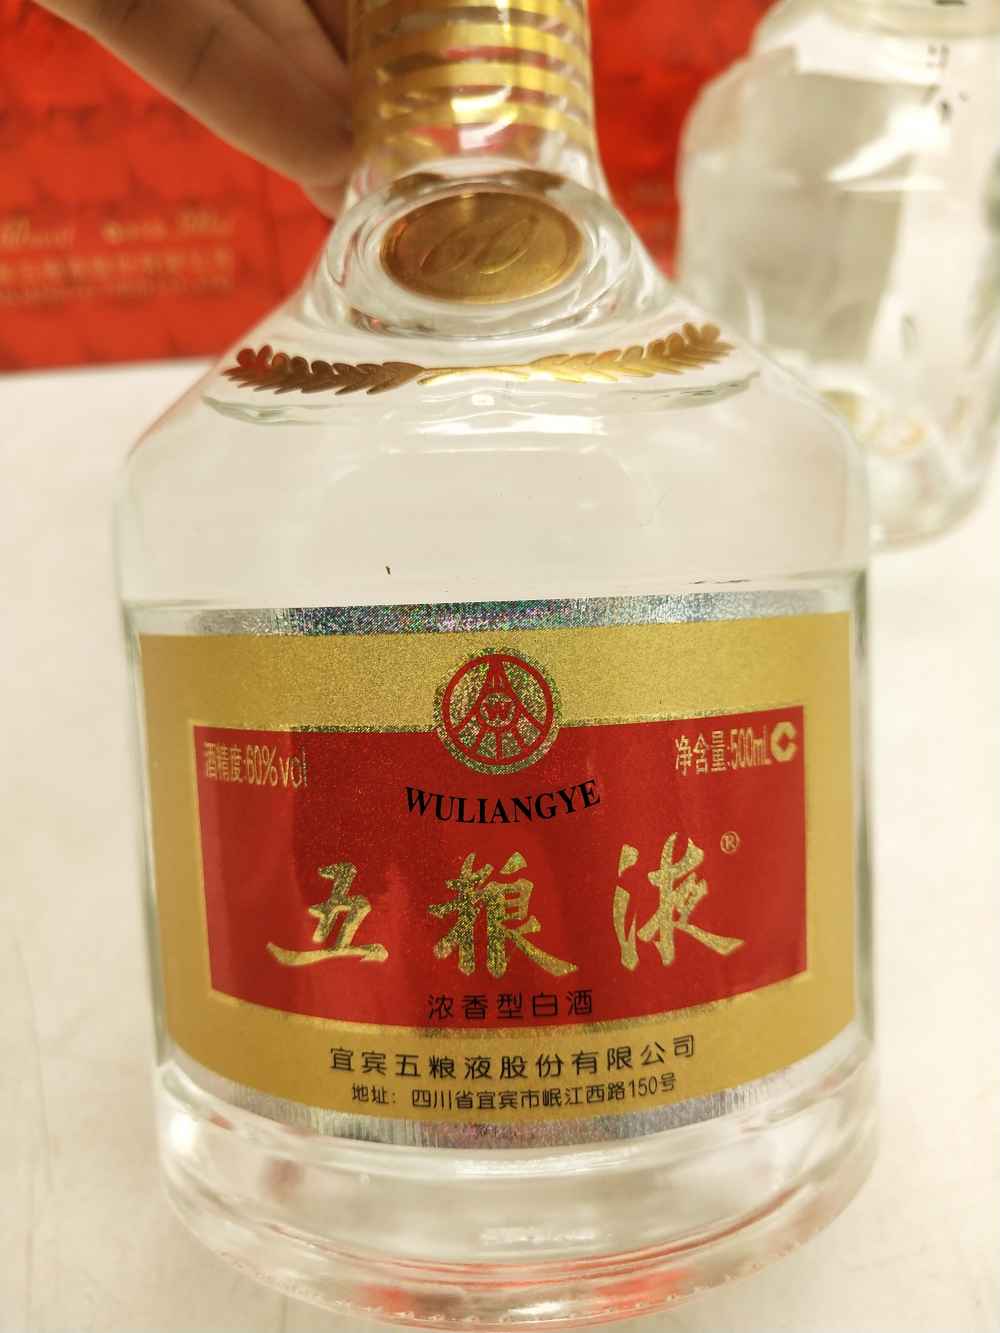 60
W
酒精度:60%vol
净含量:500mL C
WULIANGYE
五粮液®
浓香型白酒
宜宾五粮液股份有限公司
地址：四川省宜宾市岷江西路150号